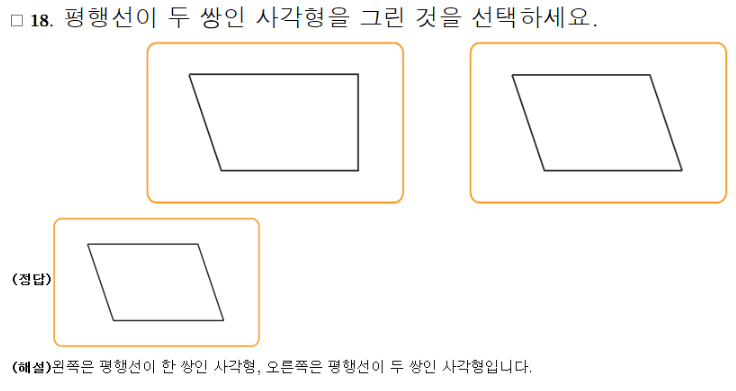 □ 18. 평행선이 두 쌍인 사각형을 그린 것을 선택하세요.
(정답)
(해설)왼쪽은 평행선이 한 쌍인 사각형, 오른쪽은 평행선이 두 쌍인 사각형입니다.